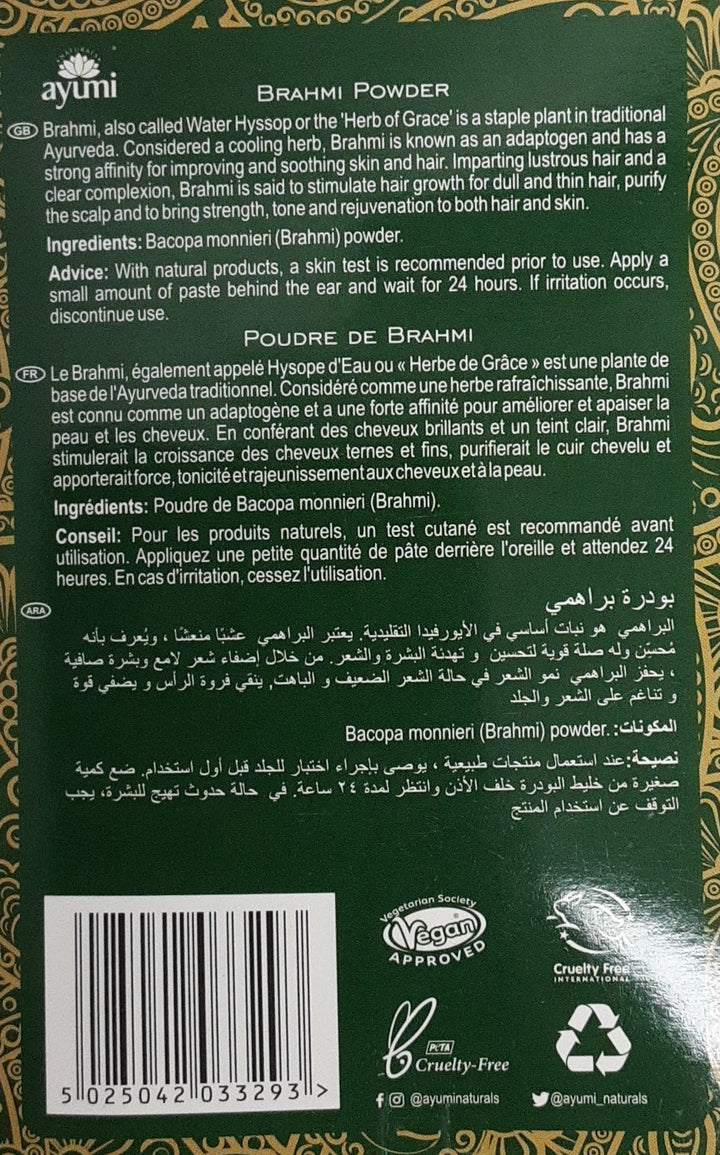 ayumi
BRAHMI POWDER
GB Brahmi, also called Water Hyssop or the 'Herb of Grace' is a staple plant in traditional
Ayurveda. Considered a cooling herb, Brahmi is known as an adaptogen and has a
strong affinity for improving and soothing skin and hair. Imparting lustrous hair and a
clear complexion, Brahmi is said to stimulate hair growth for dull and thin hair, purify
the scalp and to bring strength, tone and rejuvenation to both hair and skin.
Ingredients: Bacopa monnieri (Brahmi) powder.
Advice: With natural products, a skin test is recommended prior to use. Apply a
small amount of paste behind the ear and wait for 24 hours. If irritation occurs,
discontinue use.
POUDRE DE BRAHMI
FR Le Brahmi, également appelé Hysope d'Eau ou « Herbe de Grâce » est une plante de
base de l'Ayurveda traditionnel. Considéré comme une herbe rafraîchissante, Brahmi
est connu comme un adaptogène et a une forte affinité pour améliorer et apaiser la
peau et les cheveux. En conférant des cheveux brillants et un teint clair, Brahmi
stimulerait la croissance des cheveux ternes et fins, purifierait le cuir chevelu et
apporterait force, tonicité et rajeunissement aux cheveux et à la peau.
Ingrédients: Poudre de Bacopa monnieri (Brahmi).
Conseil: Pour les produits naturels, un test cutané est recommandé avant
utilisation. Appliquez une petite quantité de pâte derrière l'oreille et attendez 24
heures. En cas d'irritation, cessez l'utilisation.
بودرة براهمي
ARA
البراهمي هو نبات أساسي في الأيورفيدا التقليدية. يعتبر البراهمي عشبًا منعشًا ، ويُعرف بأنه
مُحسِّن وله صلة قوية لتحسين و تهدئة البشرة والشعر. من خلال إضفاء شعر لامع وبشرة صافية
، يحفز البراهمي نمو الشعر في حالة الشعر الضعيف و الباهت, ينقي فروة الرأس و يضفي قوة
و تناغم على الشعر والجلد
المكونات: Bacopa monnieri (Brahmi) powder.
نصيحة:عند استعمال منتجات طبيعية ، يوصى بإجراء اختبار للجلد قبل أول استخدام. ضع كمية
صغيرة من خليط البودرة خلف الأذن وانتظر لمدة ٢٤ ساعة. في حالة حدوث تهيج للبشرة، يجب
التوقف عن استخدام المنتج
Vegetarian Society
Vegan
APPROVED
Cruelty Free
INTERNATIONAL
PETA
Cruelty-Free
5 025042 033293 >
@ayuminaturals
@ayumi_naturals